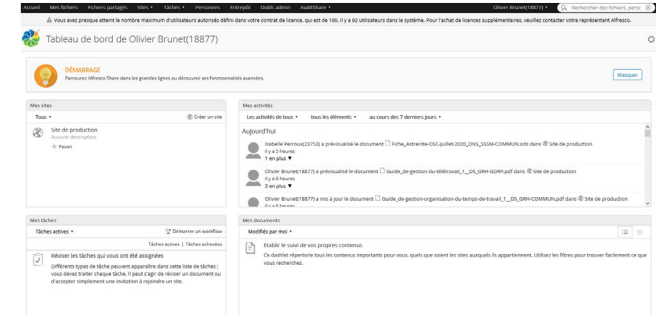 Accueil Mes fichiers Fichiers partagés Sites Tâches Personnes Entrepôt Outils admin AuditShare Olivier Brunet(18877) Rechercher des fichiers, perso
Vous avez presque atteint le nombre maximum d'utilisateurs autorisés défini dans votre contrat de licence, qui est de 100. Il y a 92 utilisateurs dans le système. Pour l'achat de licences supplémentaires, veuillez contacter votre représentant Alfresco.
Tableau de bord de Olivier Brunet(18877)
DÉMARRAGE
Parcourez Alfresco Share dans les grandes lignes ou découvrez ses fonctionnalités avancées.
Masquer
Mes sites
Tous
Créer un site
Site de production
Aucune description
Favori
Mes activités
Les activités de tous tous les éléments au cours des 7 derniers jours
Aujourd'hui
Isabelle Perroux(23753) a prévisualisé le document Fiche_Astreinte-OSC-juillet-2020_DNS_SSSM-COMMUN.ods dans Site de production
il y a 5 heures
1 en plus
Olivier Brunet(18877) a prévisualisé le document Guide_de-gestion-du-télétravail_1__DS_GRH-GORP.pdf dans Site de production
il y a 6 heures
2 en plus
Olivier Brunet(18877) a mis à jour le document Guide_de-gestion-organisation-du-temps-de-travail_1__DS_GRH-COMMUN.pdf dans Site de production
Mes tâches
Tâches actives
Démarrer un workflow
Tâches actives | Tâches achevées
Réviser les tâches qui vous ont été assignées
Différents types de tâche peuvent apparaître dans cette liste de tâches :
vous devez traiter chaque tâche. Il peut s'agir de réviser un document ou
d'accepter simplement une invitation à rejoindre un site.
Mes documents
Modifiés par moi
Etablir le suivi de vos propres contenus
Ce dashlet répertorie tous les contenus importants pour vous, quels que soient les sites auxquels ils appartiennent. Utilisez les filtres pour trouver facilement ce que
vous recherchez.